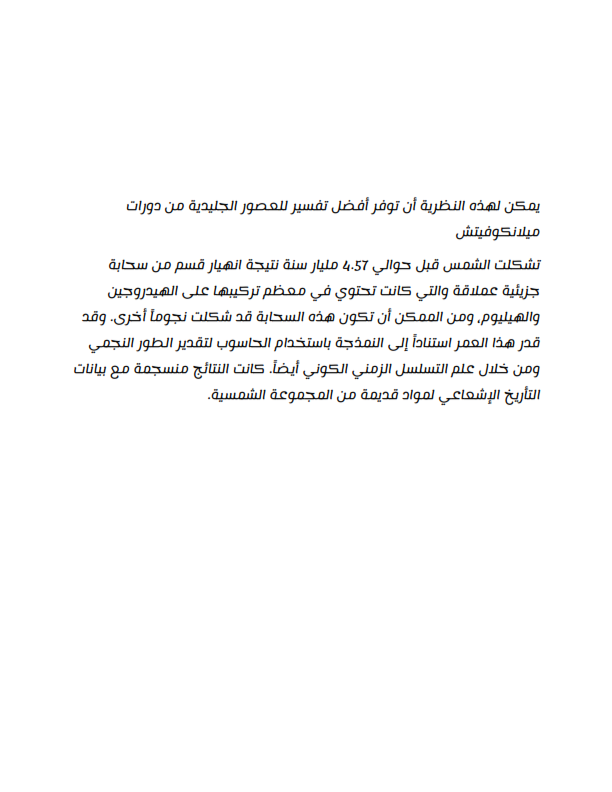 يمكن لهذه النظرية أن توفر أفضل تفسير للعصور الجليدية من دورات
ميلانكوفيتش
تشكلت الشمس قبل حوالي 4.57 مليار سنة نتيجة انهيار قسم من سحابة
جزيئية عملاقة والتي كانت تحتوي في معظم تركيبها على الهيدروجين
والهيليوم، ومن الممكن أن تكون هذه السحابة قد شكلت نجوماً أخرى. وقد
قدر هذا العمر استناداً إلى النمذجة باستخدام الحاسوب لتقدير الطور النجمي
ومن خلال علم التسلسل الزمني الكوني أيضاً. كانت النتائج منسجمة مع بيانات
التأريخ الإشعاعي لمواد قديمة من المجموعة الشمسية.